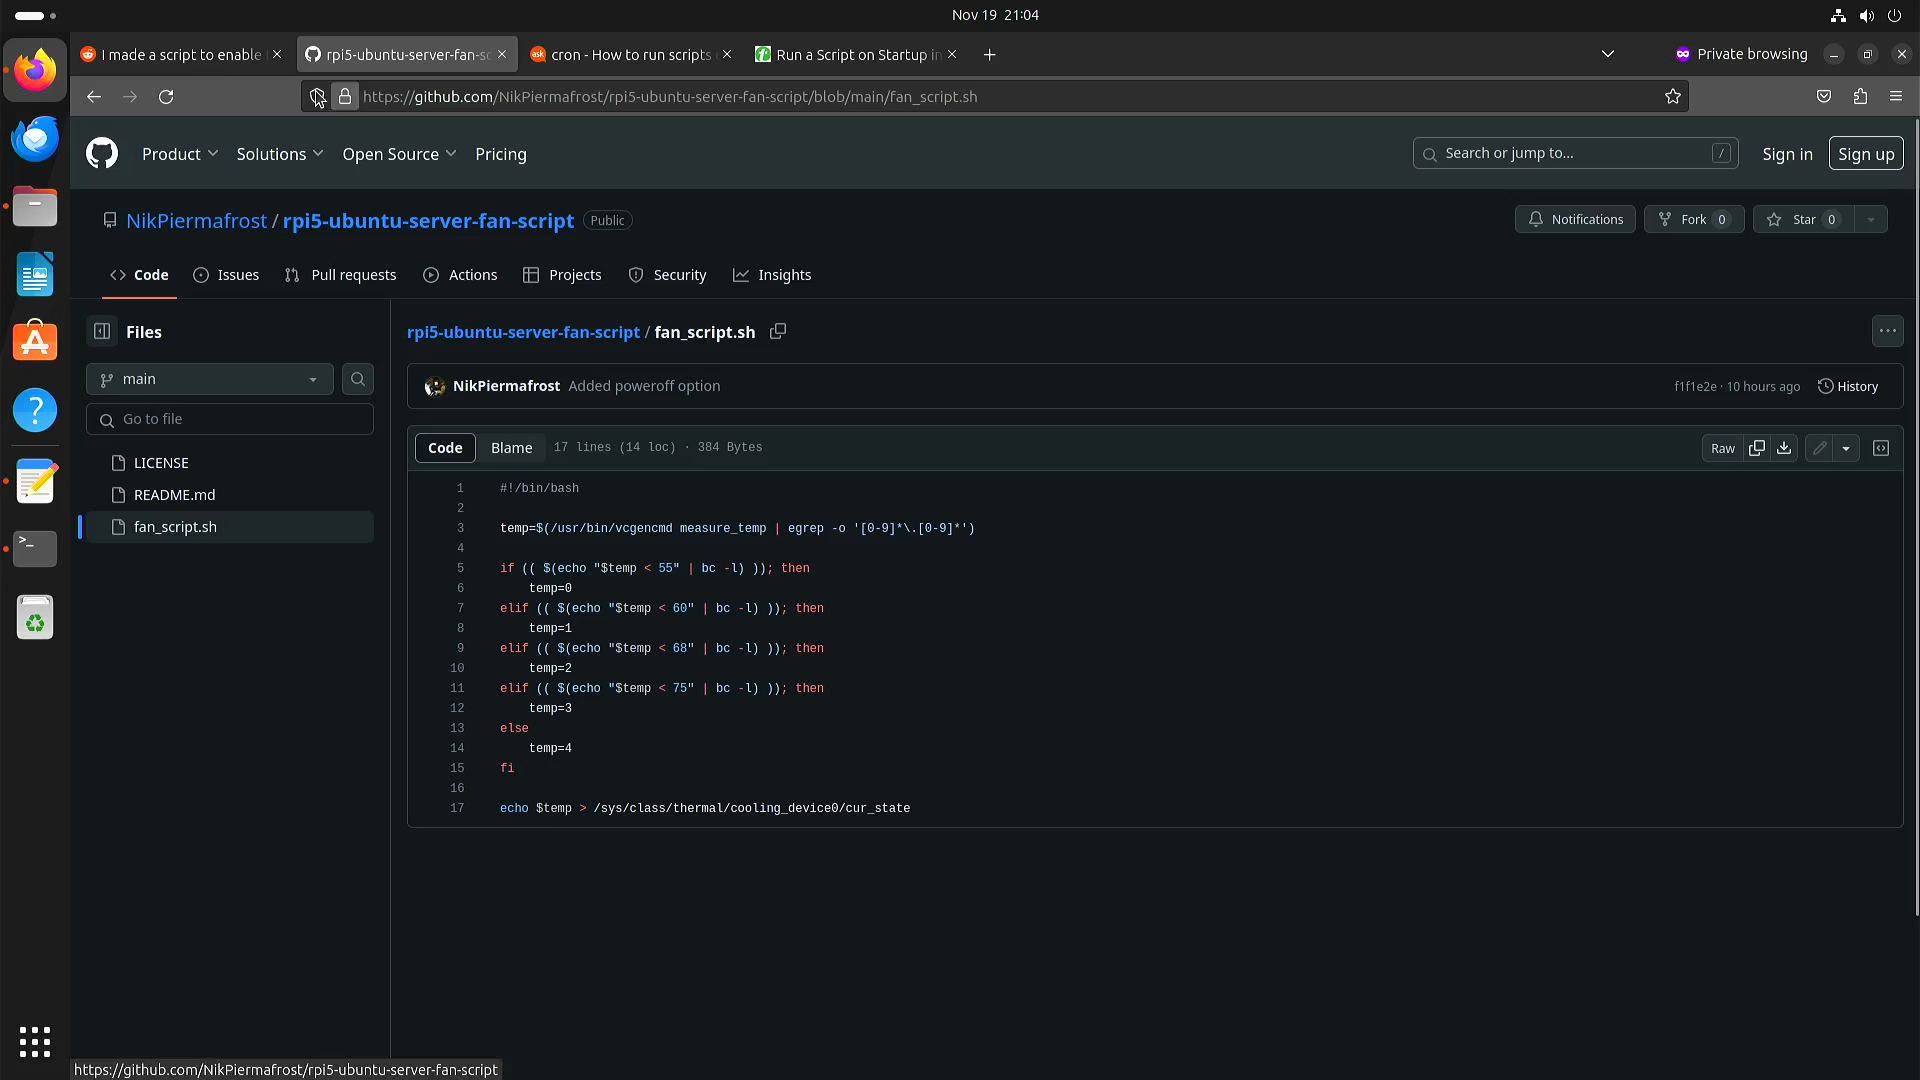 Nov 19 21:04
I made a script to enable
rpi5-ubuntu-server-fan-sc
cron - How to run scripts
Run a Script on Startup in
Private browsing
https://github.com/NikPiermafrost/rpi5-ubuntu-server-fan-script/blob/main/fan_script.sh
Product
Solutions
Open Source
Pricing
Search or jump to...
/
Sign in
Sign up
NikPiermafrost / rpi5-ubuntu-server-fan-script
Public
Notifications
Fork 0
Star 0
Code
Issues
Pull requests
Actions
Projects
Security
Insights
Files
rpi5-ubuntu-server-fan-script / fan_script.sh
main
NikPiermafrost Added poweroff option
f1f1e2e · 10 hours ago
History
Go to file
Code
Blame
17 lines (14 loc) · 384 Bytes
Raw
LICENSE
README.md
fan_script.sh
1 #!/bin/bash
2
3 temp=$(/usr/bin/vcgencmd measure_temp | egrep -o '[0-9]*\.[0-9]*')
4
5 if (( $(echo "$temp < 55" | bc -l) )); then
6 temp=0
7 elif (( $(echo "$temp < 60" | bc -l) )); then
8 temp=1
9 elif (( $(echo "$temp < 68" | bc -l) )); then
10 temp=2
11 elif (( $(echo "$temp < 75" | bc -l) )); then
12 temp=3
13 else
14 temp=4
15 fi
16
17 echo $temp > /sys/class/thermal/cooling_device0/cur_state
https://github.com/NikPiermafrost/rpi5-ubuntu-server-fan-script